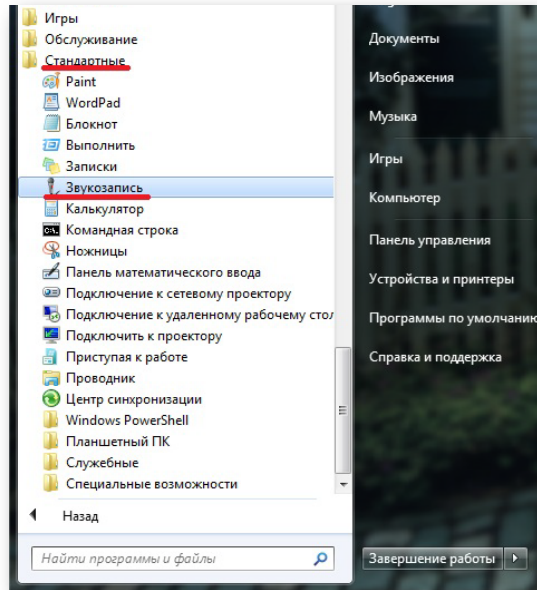 Игры
Обслуживание
Стандартные
Paint
WordPad
Блокнот
Выполнить
Записки
Звукозапись
Калькулятор
Командная строка
Ножницы
Панель математического ввода
Подключение к сетевому проектору
Подключение к удаленному рабочему стол
Подключить к проектору
Приступая к работе
Проводник
Центр синхронизации
Windows PowerShell
Планшетный ПК
Служебные
Специальные возможности
Назад
Найти программы и файлы
Документы
Изображения
Музыка
Игры
Компьютер
Панель управления
Устройства и принтеры
Программы по умолчанию
Справка и поддержка
Завершение работы